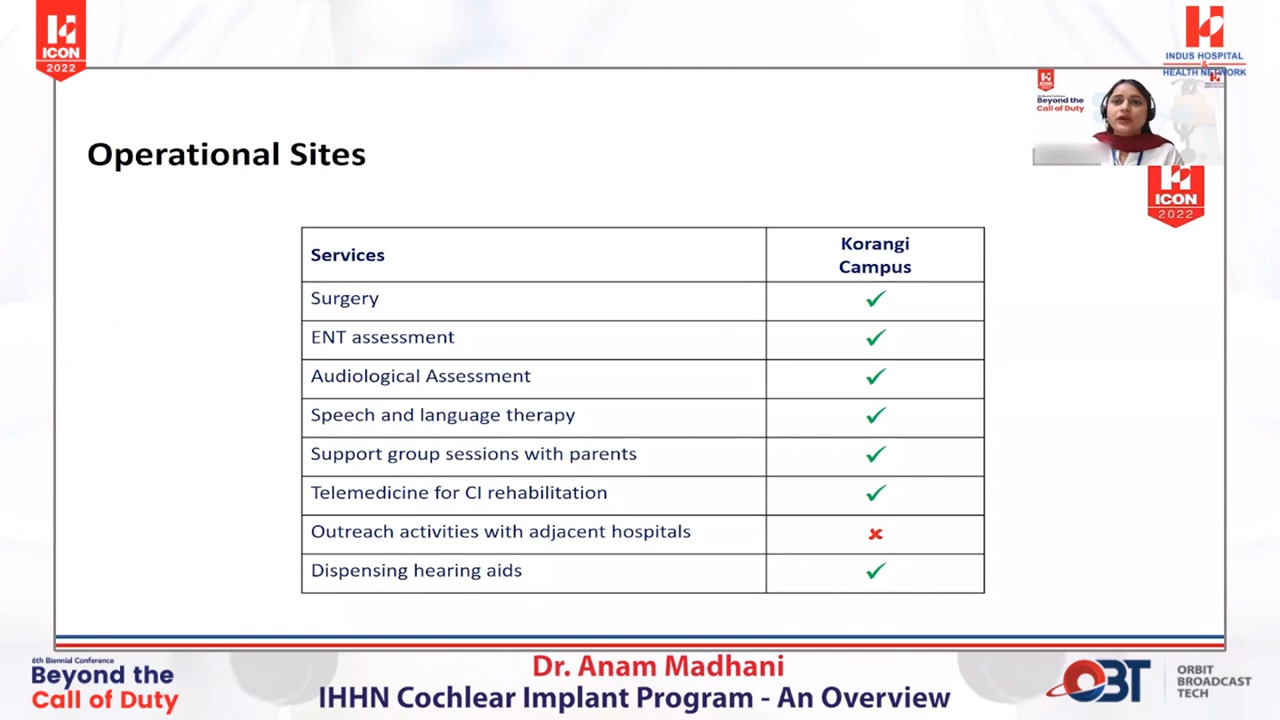 ICON
2022
INDUS HOSPITAL
&
HEALTH NETWORK
Beyond the
Call of Duty
ICON
2022
Operational Sites
Services
Korangi
Campus
Surgery
ENT assessment
Audiological Assessment
Speech and language therapy
Support group sessions with parents
Telemedicine for CI rehabilitation
Outreach activities with adjacent hospitals
Dispensing hearing aids
6th Biennial Conference
Beyond the
Call of Duty
Dr. Anam Madhani
IHHN Cochlear Implant Program - An Overview
OBT
ORBIT
BROADCAST
TECH